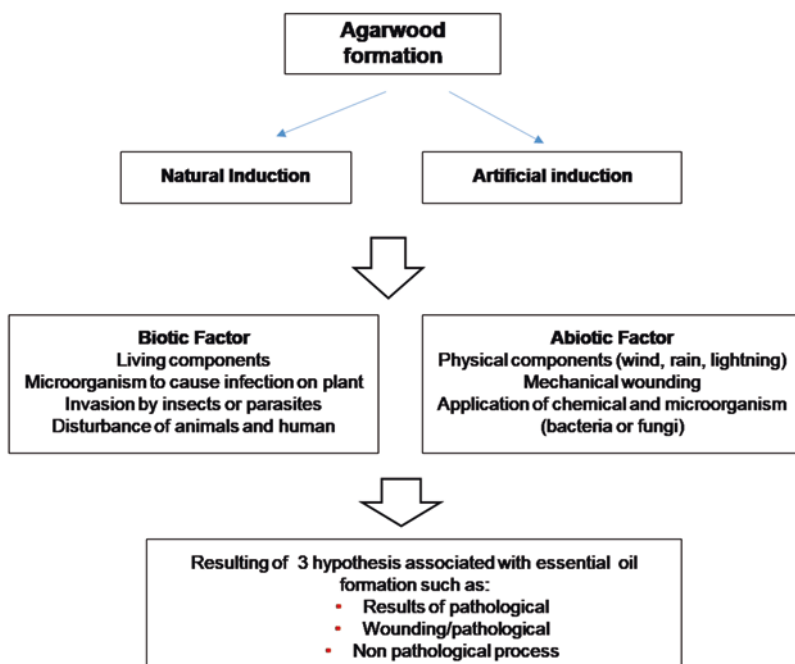 Agarwood
formation
Natural Induction
Artificial induction
Biotic Factor
Living components
Microorganism to cause infection on plant
Invasion by insects or parasites
Disturbance of animals and human
Abiotic Factor
Physical components (wind, rain, lightning)
Mechanical wounding
Application of chemical and microorganism
(bacteria or fungi)
Resulting of 3 hypothesis associated with essential oil
formation such as:
• Results of pathological
• Wounding/pathological
• Non pathological process